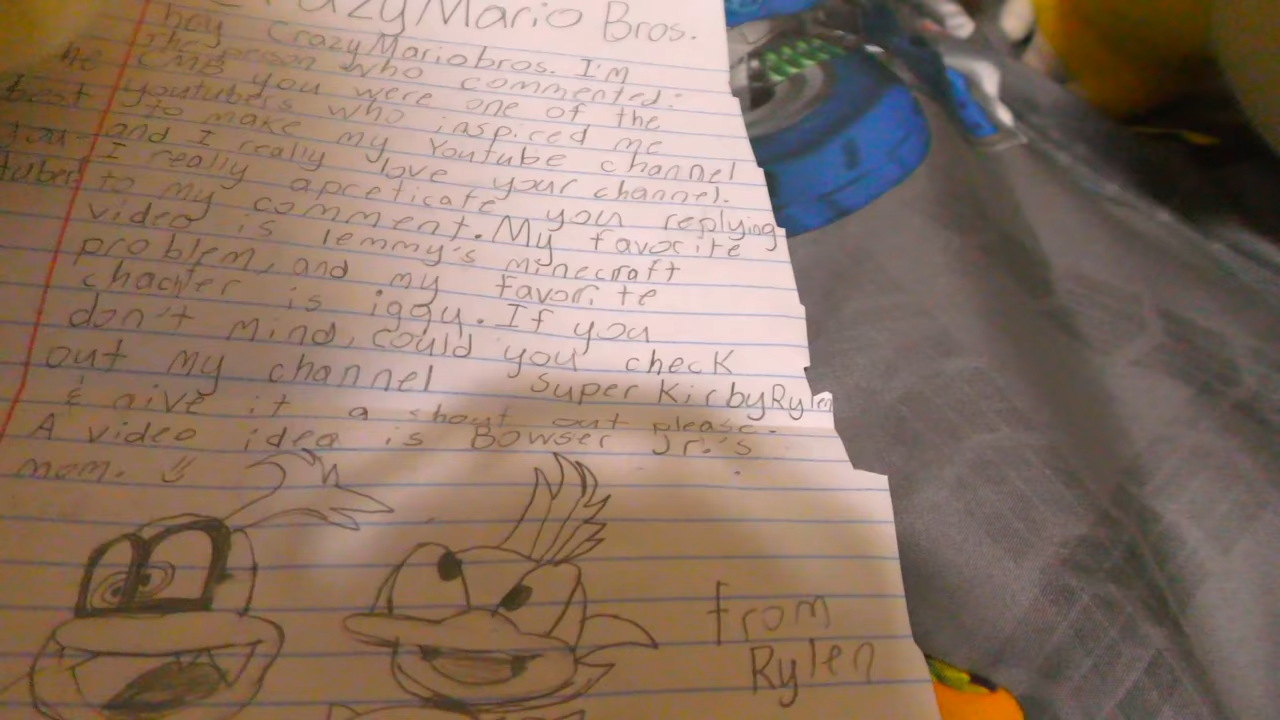 CrazyMario Bros.
hey CrazyMariobros. I'm
the person who commented:
CMB you were one of the
best youtubers who inspired me
to make my Youtube channel
and I really love your channel.
I really apreticate you replying
to my comment. My favorite
video is lemmy's minecraft
problem, and my favorite
chacter is iggy. If you
don't mind, could you check
out my channel SuperKirbyRylen
& give it a shout out please.
A video idea is Bowser Jr.'s
mom.
from
Rylen